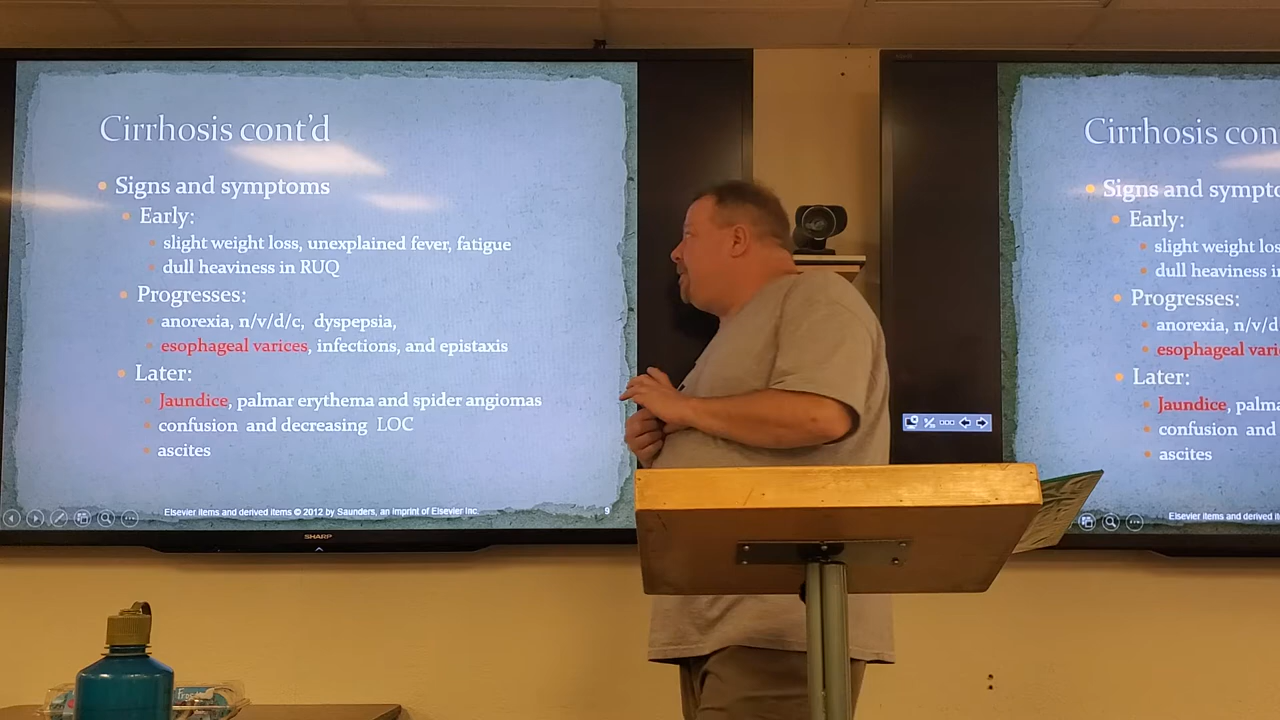 Cirrhosis cont'd
• Signs and symptoms
• Early:
• slight weight loss, unexplained fever, fatigue
• dull heaviness in RUQ
• Progresses:
• anorexia, n/v/d/c, dyspepsia,
• esophageal varices, infections, and epistaxis
• Later:
• Jaundice, palmar erythema and spider angiomas
• confusion and decreasing LOC
• ascites
Elsevier items and derived items © 2012 by Saunders, an imprint of Elsevier Inc.
9
SHARP
Cirrhosis con
• Signs and sympto
• Early:
• slight weight los
• dull heaviness i
• Progresses:
• anorexia, n/v/d
• esophageal vari
• Later:
• Jaundice, palma
• confusion and
• ascites
Elsevier items and derived it